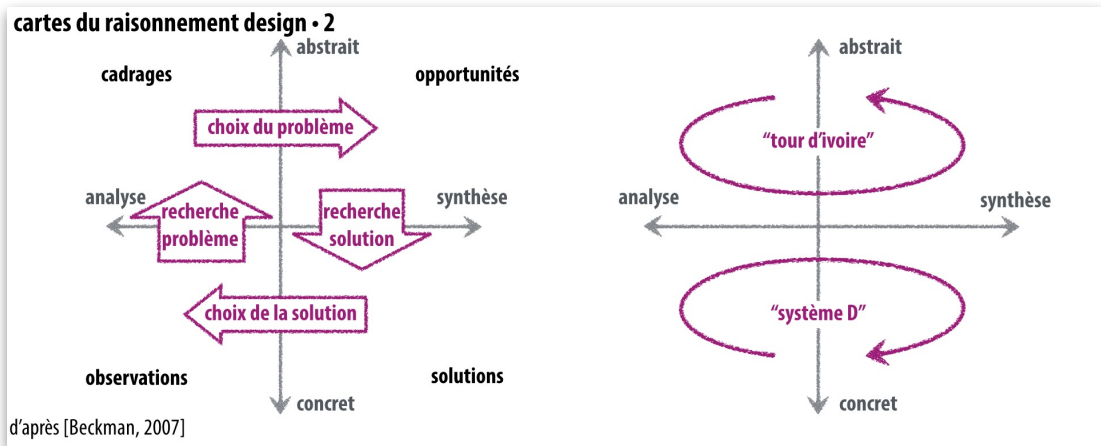 cartes du raisonnement design • 2
abstrait
cadrages
opportunités
choix du problème
analyse
synthèse
recherche
problème
recherche
solution
choix de la solution
observations
solutions
concret
d'après [Beckman, 2007]
abstrait
"tour d'ivoire"
analyse
synthèse
"système D"
concret